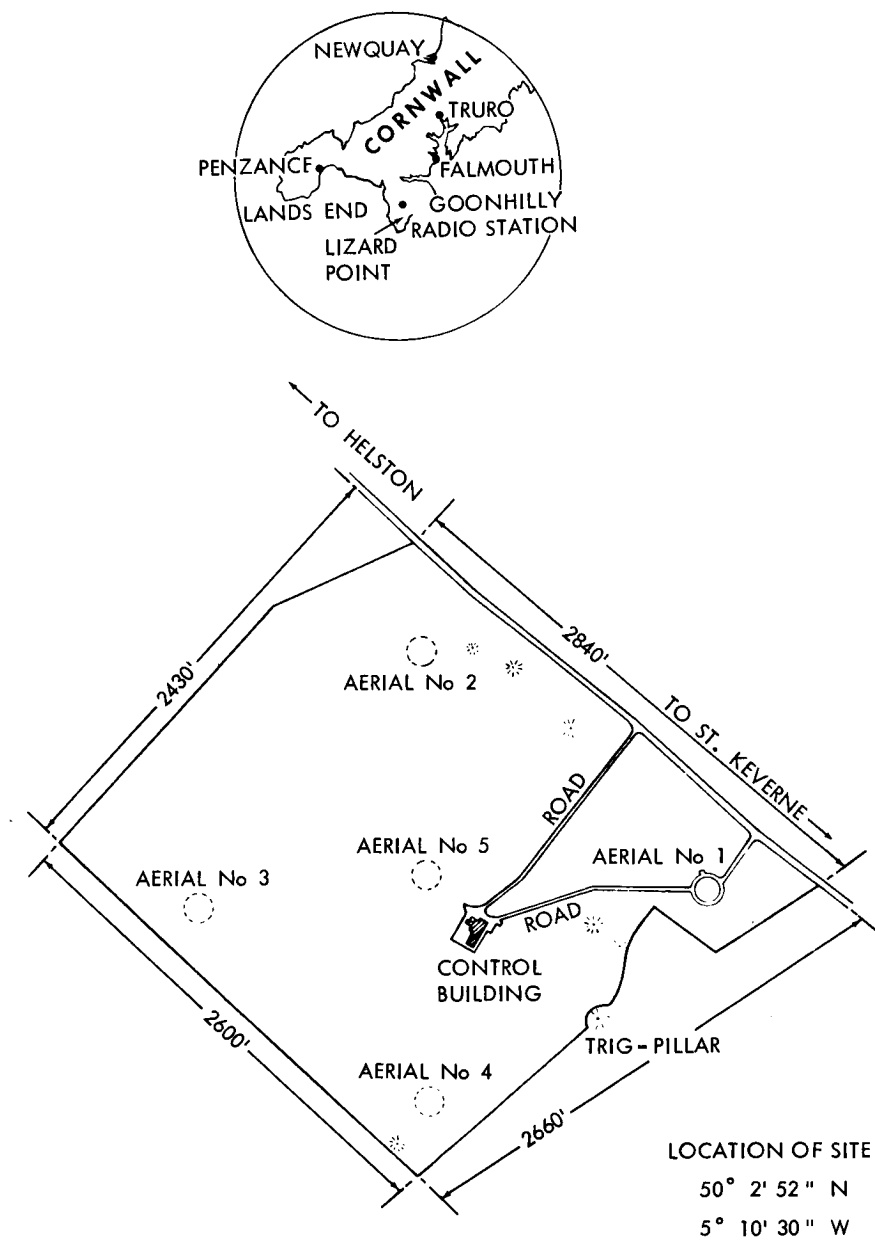 NEWQUAY
CORNWALL
TRURO
PENZANCE
FALMOUTH
LANDS END
GOONHILLY
RADIO STATION
LIZARD
POINT
TO HELSTON
2840'
2430'
TO ST. KEVERNE
AERIAL No 2
ROAD
AERIAL No 5
AERIAL No 1
AERIAL No 3
ROAD
CONTROL
BUILDING
2600'
TRIG-PILLAR
AERIAL No 4
2660'
LOCATION OF SITE
50° 2' 52" N
5° 10' 30" W